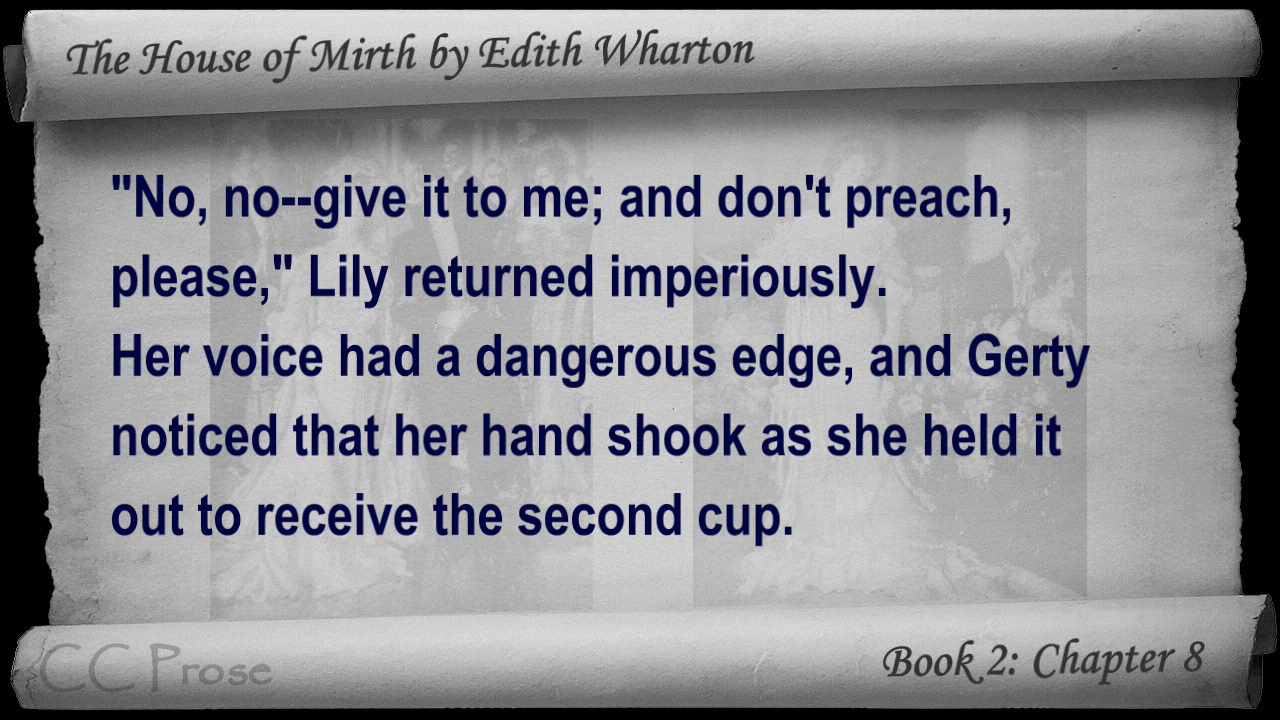 The House of Mirth by Edith Wharton
"No, no--give it to me; and don't preach,
please," Lily returned imperiously.
Her voice had a dangerous edge, and Gerty
noticed that her hand shook as she held it
out to receive the second cup.
CC Prose
Book 2: Chapter 8